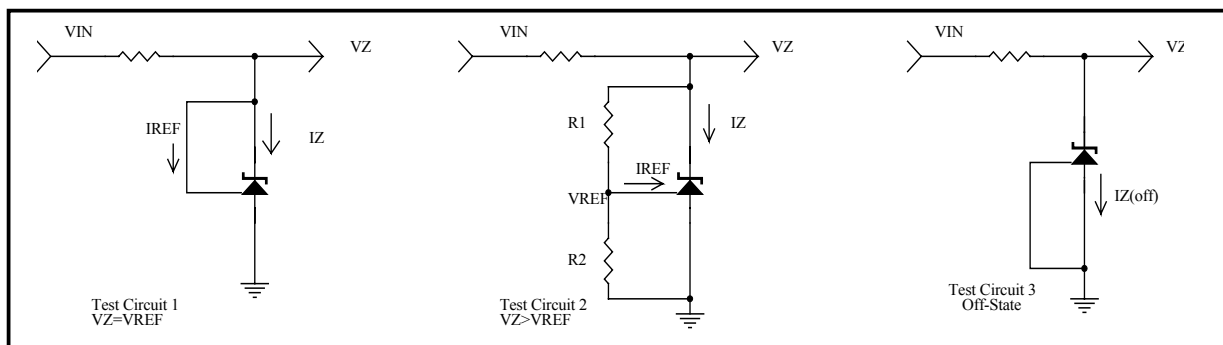 VIN
VZ
IREF
IZ
Test Circuit 1
VZ=VREF
VIN
VZ
R1
IZ
IREF
VREF
R2
Test Circuit 2
VZ>VREF
VIN
VZ
IZ(off)
Test Circuit 3
Off-State